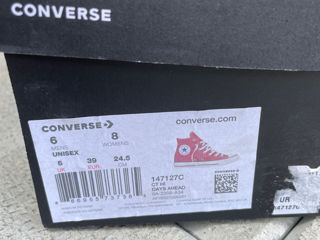 CONVERSE
CONVERSE converse.com
6 8
MENS WOMENS
UNISEX
6 39 24.5
UK EUR CM
147127C
CT HI
DAYS AHEAD
UR
147127C